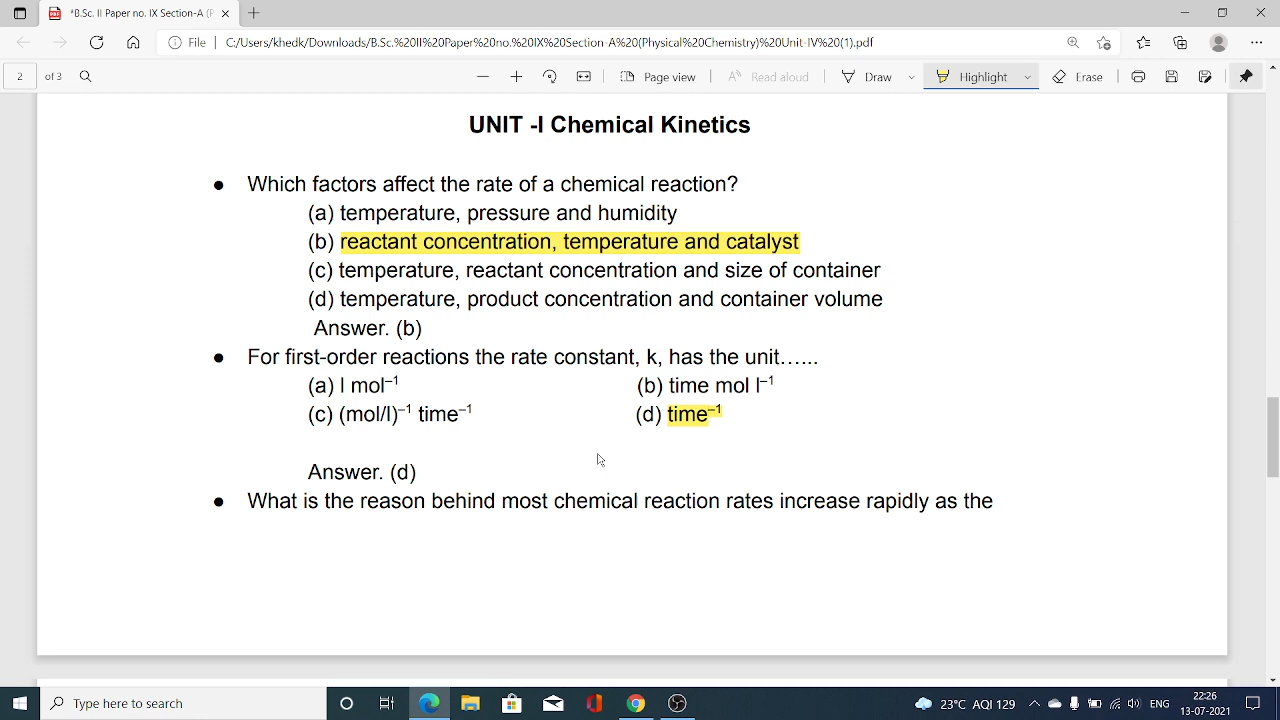 *B.Sc. II Paper no. IX Section-A (F
File
C:/Users/khedk/Downloads/B.Sc.%20II%20Paper%20no.%20IX%20Section-A%20(Physical%20Chemistry)%20Unit-IV%20(1).pdf
2 of 3
Page view
Read aloud
Draw
Highlight
Erase
UNIT -I Chemical Kinetics
● Which factors affect the rate of a chemical reaction?
(a) temperature, pressure and humidity
(b) reactant concentration, temperature and catalyst
(c) temperature, reactant concentration and size of container
(d) temperature, product concentration and container volume
Answer. (b)
● For first-order reactions the rate constant, k, has the unit…...
(a) l mol⁻¹ (b) time mol l⁻¹
(c) (mol/l)⁻¹ time⁻¹ (d) time⁻¹
Answer. (d)
● What is the reason behind most chemical reaction rates increase rapidly as the
Type here to search
23°C AQI 129
ENG
22:26
13-07-2021